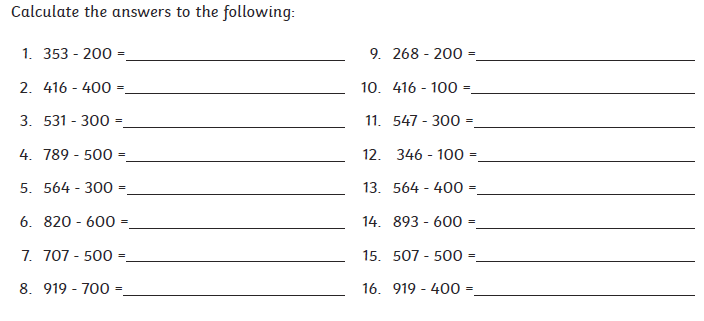 Calculate the answers to the following:
1. 353 - 200 =
2. 416 - 400 =
3. 531 - 300 =
4. 789 - 500 =
5. 564 - 300 =
6. 820 - 600 =
7. 707 - 500 =
8. 919 - 700 =
9. 268 - 200 =
10. 416 - 100 =
11. 547 - 300 =
12. 346 - 100 =
13. 564 - 400 =
14. 893 - 600 =
15. 507 - 500 =
16. 919 - 400 =